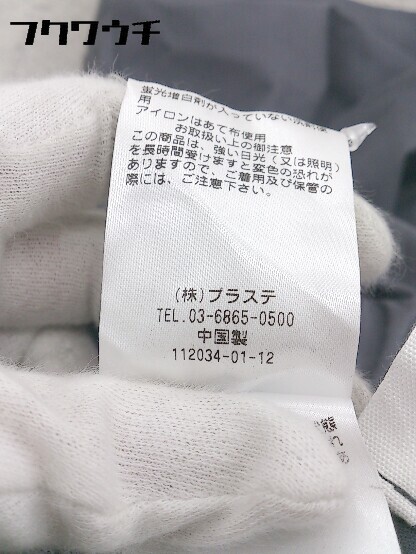 フクワウチ
蛍光増白剤が入っていない洗剤使
用
アイロンはあて布使用
お取扱い上の御注意
この商品は、強い日光（又は照明）
を長時間受けますと変色の恐れが
ありますので、ご着用及び保管の
際には、ご注意下さい。
（株）プラステ
TEL.03-6865-0500
中国製
112034-01-12